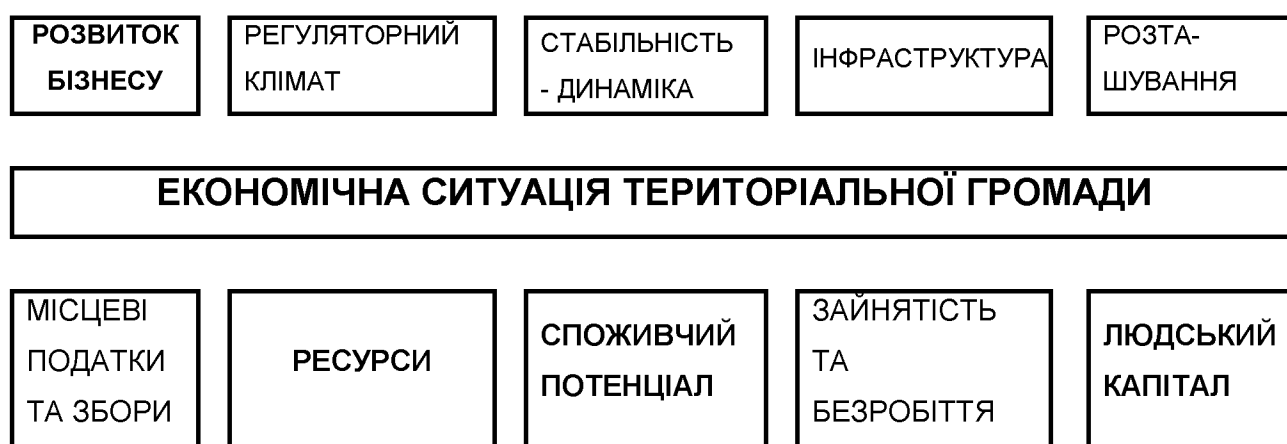 РОЗВИТОК
БІЗНЕСУ
РЕГУЛЯТОРНИЙ
КЛІМАТ
СТАБІЛЬНІСТЬ
- ДИНАМІКА
ІНФРАСТРУКТУРА
РОЗТА-
ШУВАННЯ
ЕКОНОМІЧНА СИТУАЦІЯ ТЕРИТОРІАЛЬНОЇ ГРОМАДИ
МІСЦЕВІ
ПОДАТКИ
ТА ЗБОРИ
РЕСУРСИ
СПОЖИВЧИЙ
ПОТЕНЦІАЛ
ЗАЙНЯТІСТЬ
ТА
БЕЗРОБІТТЯ
ЛЮДСЬКИЙ
КАПІТАЛ